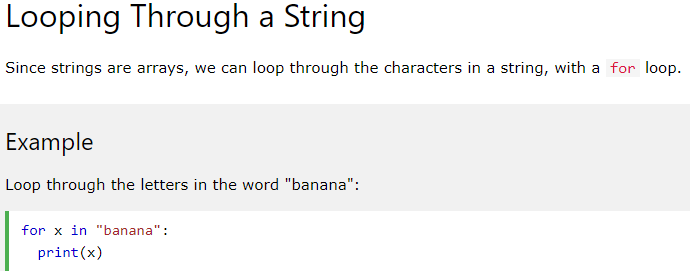 Looping Through a String
Since strings are arrays, we can loop through the characters in a string, with a for loop.
Example
Loop through the letters in the word "banana":
for x in "banana":
  print(x)